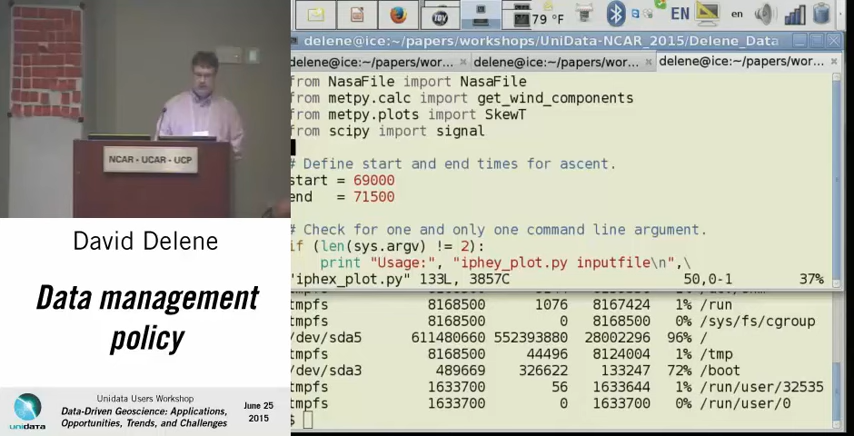 79 °F
EN
en
delene@ice:~/papers/workshops/UniData-NCAR_2015/Delene_Data
delene@ice:~/papers/wor...
delene@ice:~/papers/wor...
delene@ice:~/papers/wor...
from NasaFile import NasaFile
from metpy.calc import get_wind_components
from metpy.plots import SkewT
from scipy import signal
# Define start and end times for ascent.
start = 69000
end   = 71500
# Check for one and only one command line argument.
if (len(sys.argv) != 2):
print "Usage:", "iphey_plot.py inputfile\n",\
"iphex_plot.py" 133L, 3857C 50,0-1 37%
tmpfs 8168500 1076 8167424 1% /run
tmpfs 8168500 0 8168500 0% /sys/fs/cgroup
/dev/sda5 611480660 552393880 28002296 96% /
tmpfs 8168500 44496 8124004 1% /tmp
/dev/sda3 489669 326622 133247 72% /boot
tmpfs 1633700 56 1633644 1% /run/user/32535
tmpfs 1633700 0 1633700 0% /run/user/0
$
NCAR - UCAR - UCP
David Delene
Data management
policy
unidata
Unidata Users Workshop
Data-Driven Geoscience: Applications,
Opportunities, Trends, and Challenges
June 25
2015